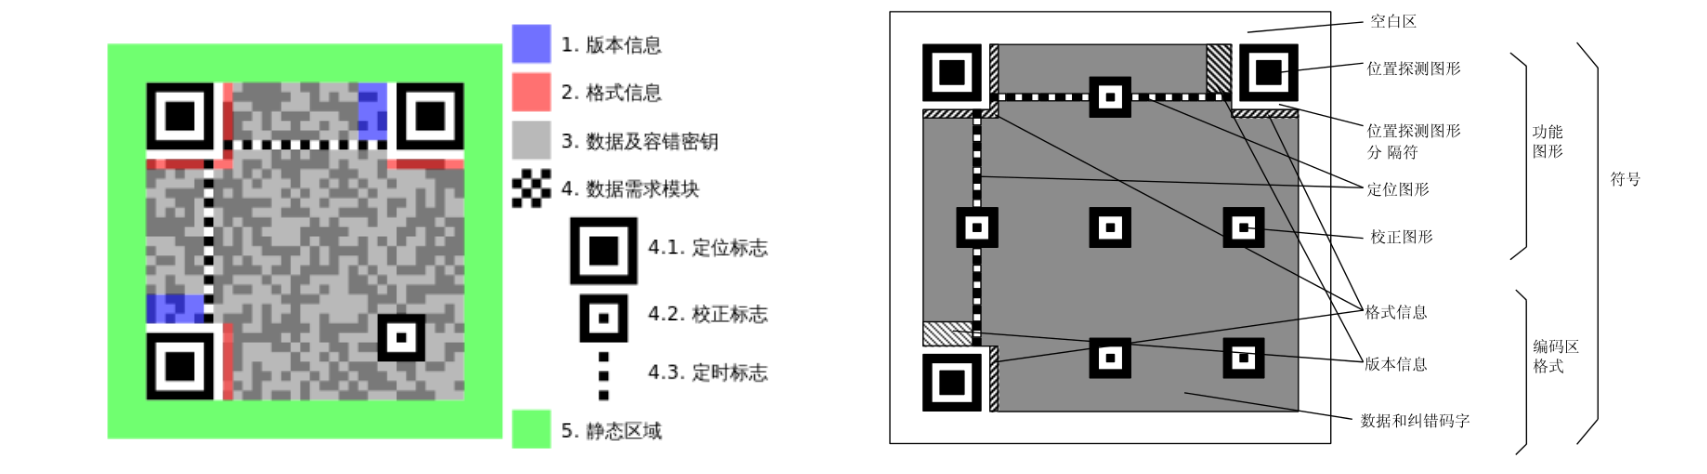 1. 版本信息
2. 格式信息
3. 数据及容错密钥
4. 数据需求模块
4.1. 定位标志
4.2. 校正标志
4.3. 定时标志
5. 静态区域
空白区
位置探测图形
位置探测图形
分 隔符
定位图形
校正图形
格式信息
版本信息
数据和纠错码字
功能
图形
编码区
格式
符号